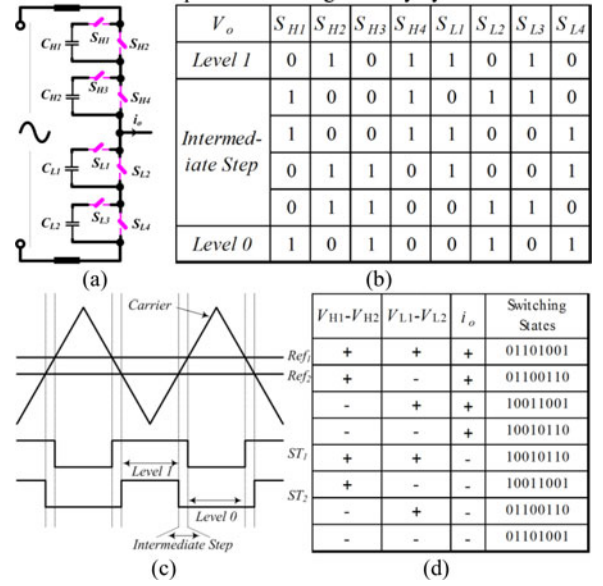 C_H1 S_H1 S_H2
C_H2 S_H3 S_H4
i_o
C_L1 S_L1 S_L2
C_L2 S_L3 S_L4
(a)
V_o S_H1 S_H2 S_H3 S_H4 S_L1 S_L2 S_L3 S_L4
Level 1 0 1 0 1 1 0 1 0
1 0 0 1 0 1 1 0
Intermed- 1 0 0 1 1 0 0 1
iate Step 0 1 1 0 1 0 0 1
0 1 1 0 0 1 1 0
Level 0 1 0 1 0 0 1 0 1
(b)
Carrier
Ref1
Ref2
ST1
Level 1
ST2
Level 0
Intermediate Step
(c)
V_H1-V_H2 V_L1-V_L2 i_o Switching States
+ + + 01101001
+ - + 01100110
- + + 10011001
- - + 10010110
+ + - 10010110
+ - - 10011001
- + - 01100110
- - - 01101001
(d)